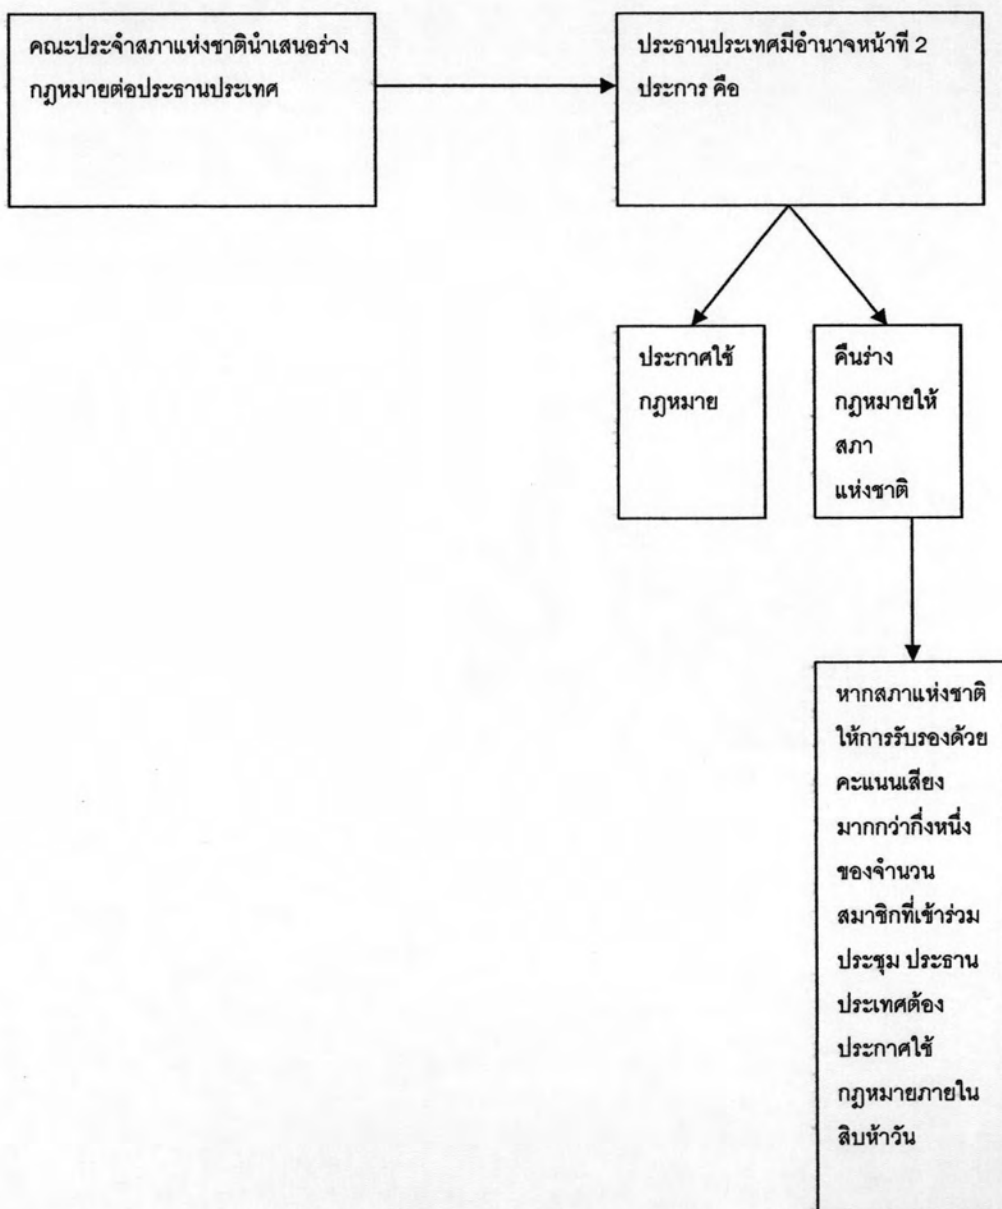 คณะประจำสภาแห่งชาตินำเสนอร่าง
กฎหมายต่อประธานประเทศ
ประธานประเทศมีอำนาจหน้าที่ 2
ประการ คือ
ประกาศใช้
กฎหมาย
คืนร่าง
กฎหมายให้
สภา
แห่งชาติ
หากสภาแห่งชาติ
ให้การรับรองด้วย
คะแนนเสียง
มากกว่ากึ่งหนึ่ง
ของจำนวน
สมาชิกที่เข้าร่วม
ประชุม ประธาน
ประเทศต้อง
ประกาศใช้
กฎหมายภายใน
สิบห้าวัน